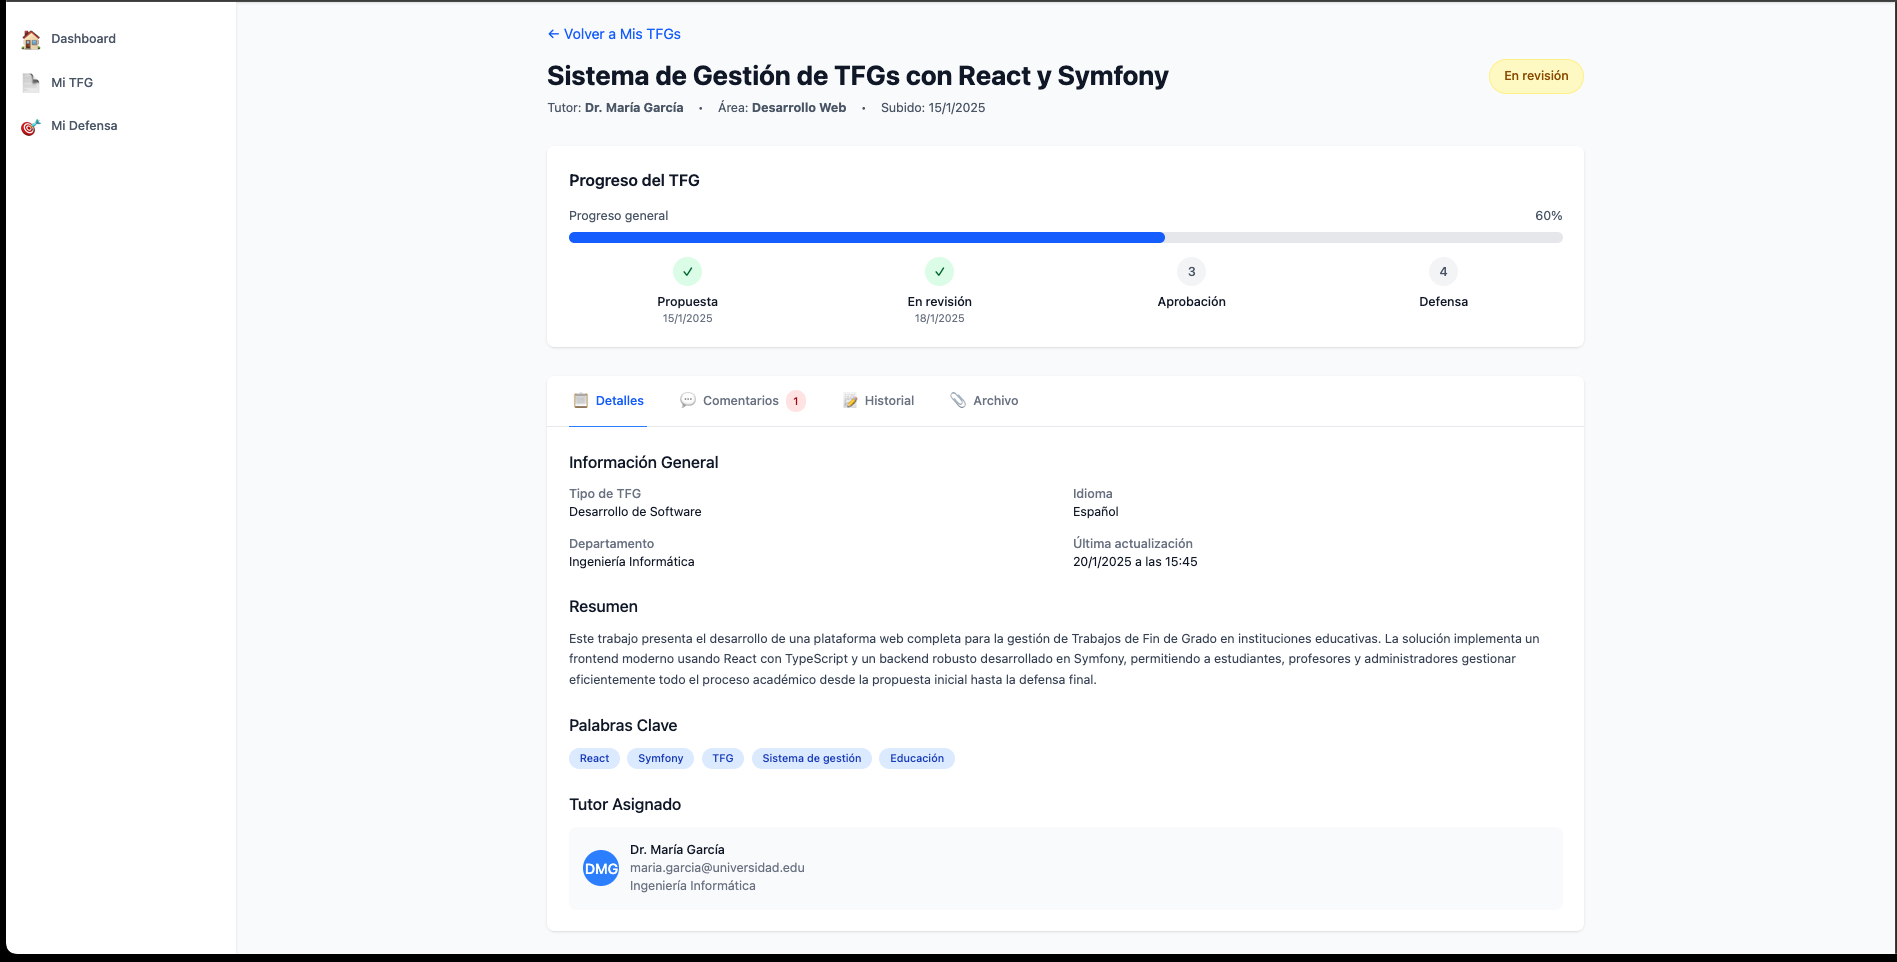 Dashboard
Mi TFG
Mi Defensa
← Volver a Mis TFGs
Sistema de Gestión de TFGs con React y Symfony
En revisión
Tutor: Dr. María García • Área: Desarrollo Web • Subido: 15/1/2025
Progreso del TFG
Progreso general 60%
✓ ✓ 3 4
Propuesta En revisión Aprobación Defensa
15/1/2025 18/1/2025
Detalles Comentarios 1 Historial Archivo
Información General
Tipo de TFG Idioma
Desarrollo de Software Español
Departamento Última actualización
Ingeniería Informática 20/1/2025 a las 15:45
Resumen
Este trabajo presenta el desarrollo de una plataforma web completa para la gestión de Trabajos de Fin de Grado en instituciones educativas. La solución implementa un
frontend moderno usando React con TypeScript y un backend robusto desarrollado en Symfony, permitiendo a estudiantes, profesores y administradores gestionar
eficientemente todo el proceso académico desde la propuesta inicial hasta la defensa final.
Palabras Clave
React Symfony TFG Sistema de gestión Educación
Tutor Asignado
DMG
Dr. María García
maria.garcia@universidad.edu
Ingeniería Informática